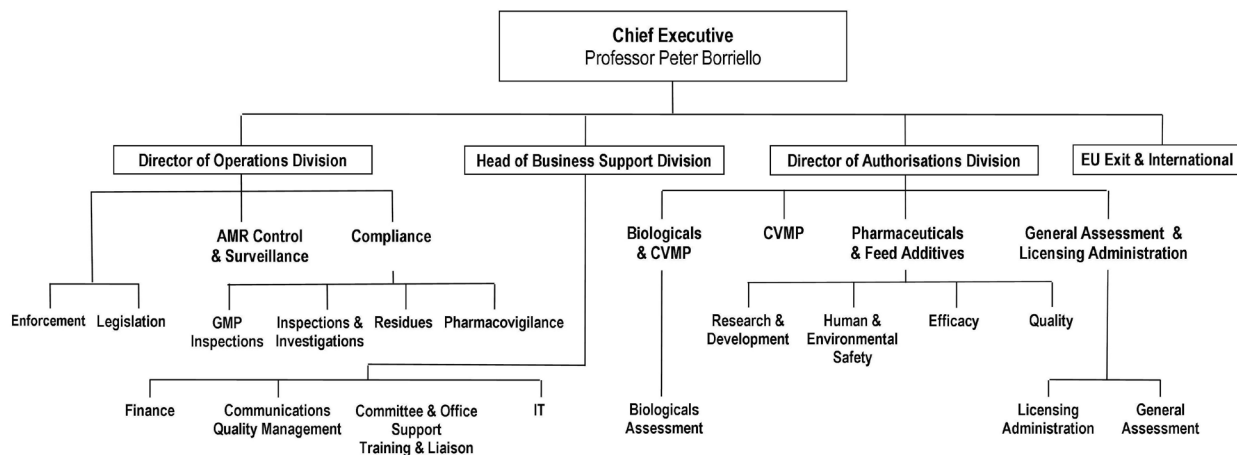 Chief Executive
Professor Peter Borriello
Director of Operations Division
Head of Business Support Division
Director of Authorisations Division
EU Exit & International
AMR Control
& Surveillance
Compliance
Biologicals
& CVMP
CVMP
Pharmaceuticals
& Feed Additives
General Assessment &
Licensing Administration
Enforcement
Legislation
GMP
Inspections
Inspections &
Investigations
Residues
Pharmacovigilance
Research &
Development
Human &
Environmental
Safety
Efficacy
Quality
Finance
Communications
Quality Management
Committee & Office
Support
Training & Liaison
IT
Biologicals
Assessment
Licensing
Administration
General
Assessment